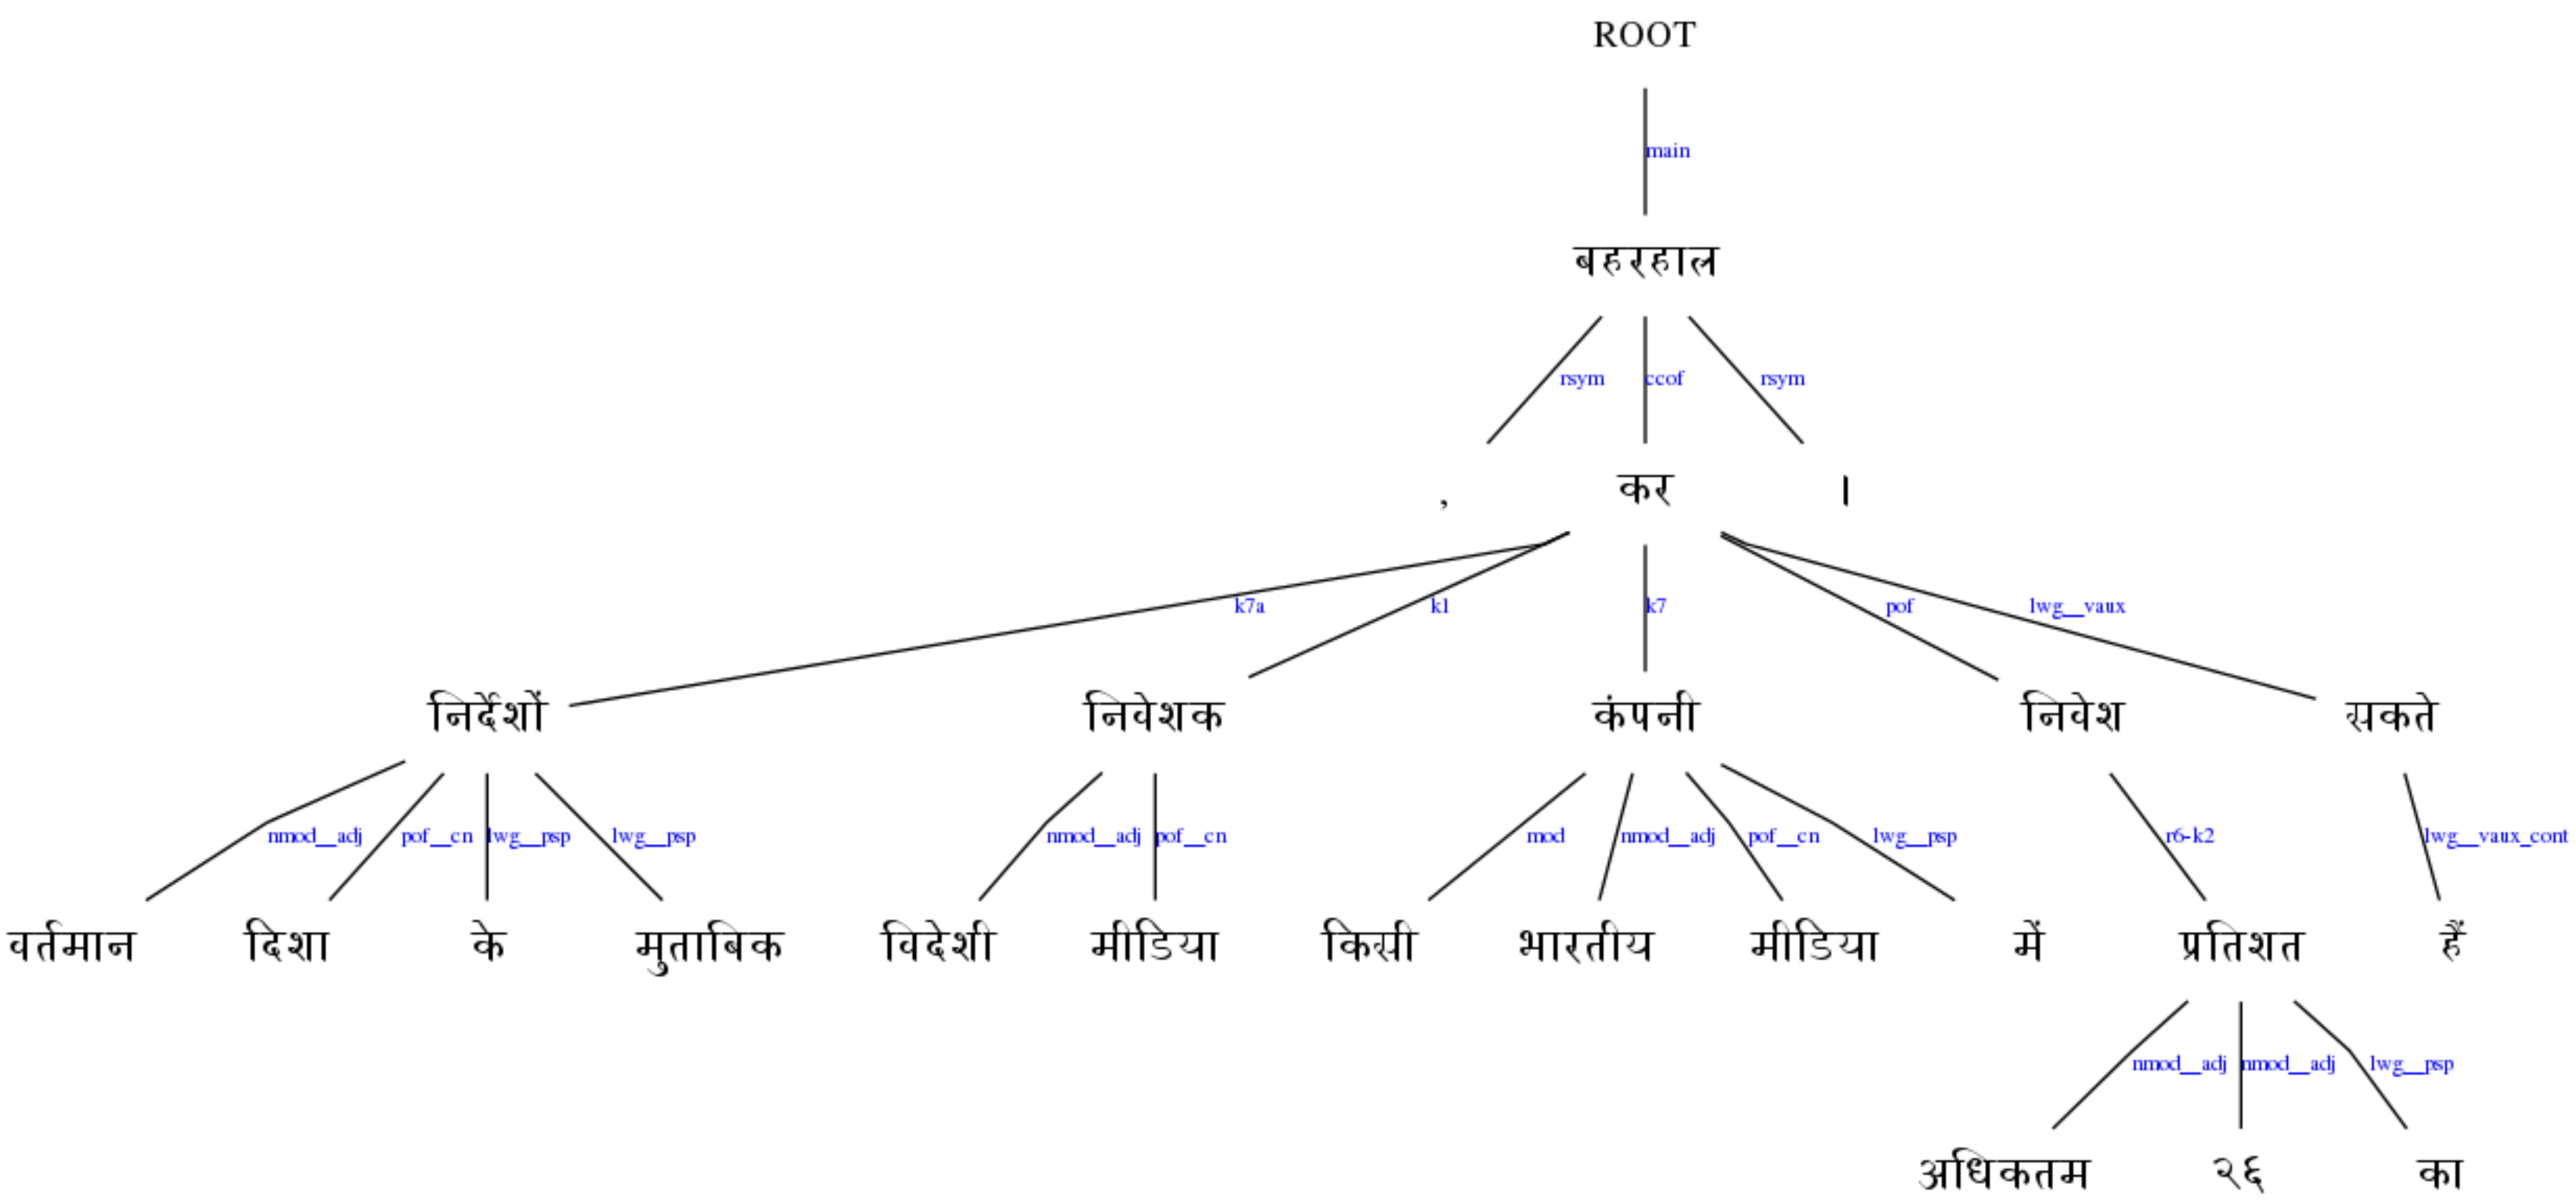 ROOT
main
बहरहाल
rsym ccof rsym
, कर ।
k7a k1 k7 pof lwg__vaux
निर्देशों निवेशक कंपनी निवेश सकते
nmod__adj pof__cn lwg__psp lwg__psp nmod__adj pof__cn mod nmod__adj pof__cn lwg__psp r6-k2 lwg__vaux_cont
वर्तमान दिशा के मुताबिक विदेशी मीडिया किसी भारतीय मीडिया में प्रतिशत हैं
nmod__adj nmod__adj lwg__psp
अधिकतम २६ का